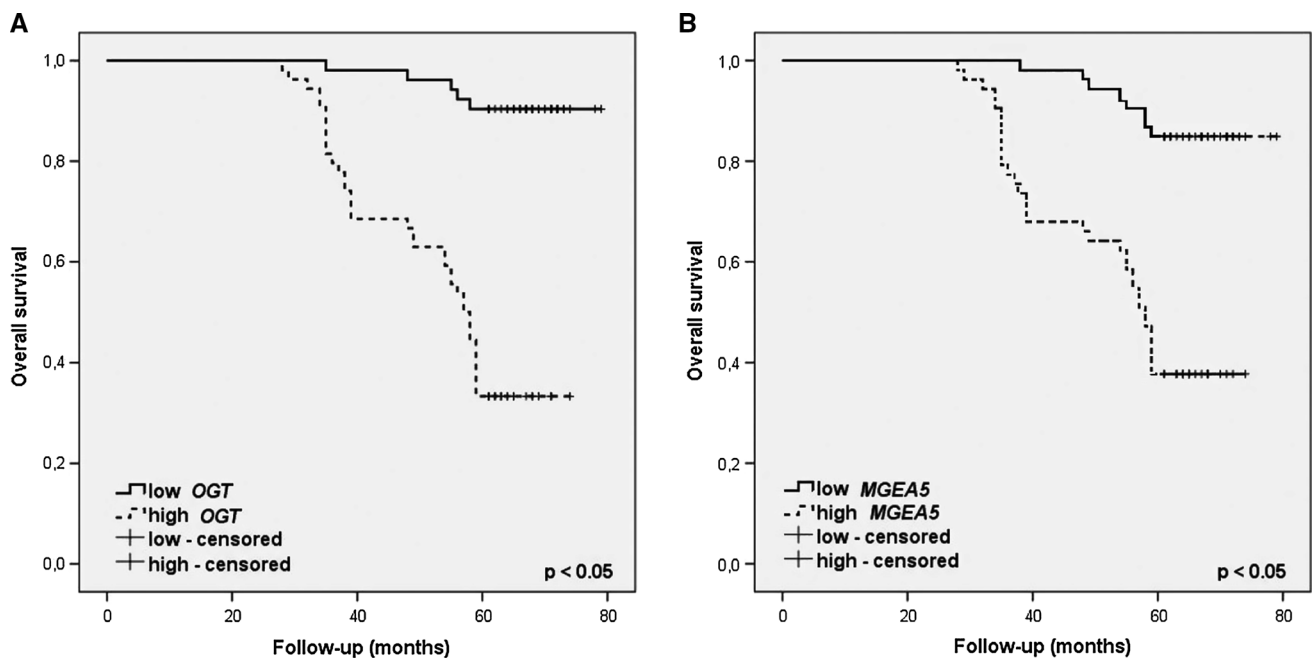 A
1,0
0,8
0,6
0,4
0,2
0,0
Overall survival
low OGT
high OGT
low - censored
high - censored
p < 0.05
0 20 40 60 80
Follow-up (months)
B
1,0
0,8
0,6
0,4
0,2
0,0
Overall survival
low MGEA5
high MGEA5
low - censored
high - censored
p < 0.05
0 20 40 60 80
Follow-up (months)